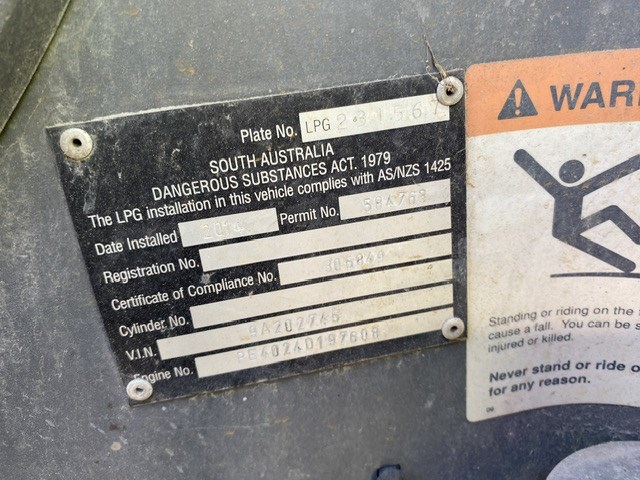 Plate No. LPG 231567
SOUTH AUSTRALIA
DANGEROUS SUBSTANCES ACT. 1979
The LPG installation in this vehicle complies with AS/NZS 1425
Date Installed Permit No.
Registration No.
Certificate of Compliance No.
Cylinder No.
V.I.N. 9A202746
Engine No.
WAR
Standing or riding on the
cause a fall. You can be s
injured or killed.
Never stand or ride o
for any reason.